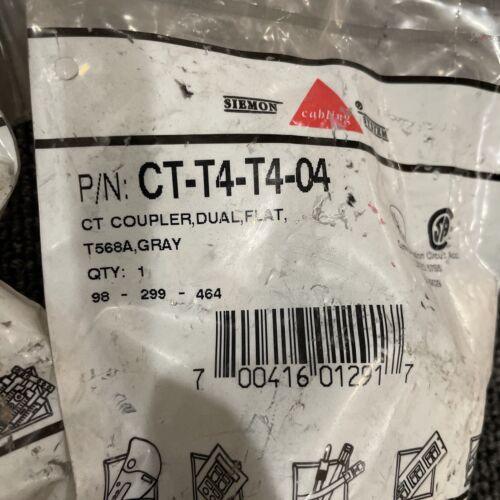 SIEMON
cabling
®
P/N: CT-T4-T4-04
CT COUPLER,DUAL,FLAT,
T568A,GRAY
QTY: 1
98 - 299 - 464
7 00416 01291 7